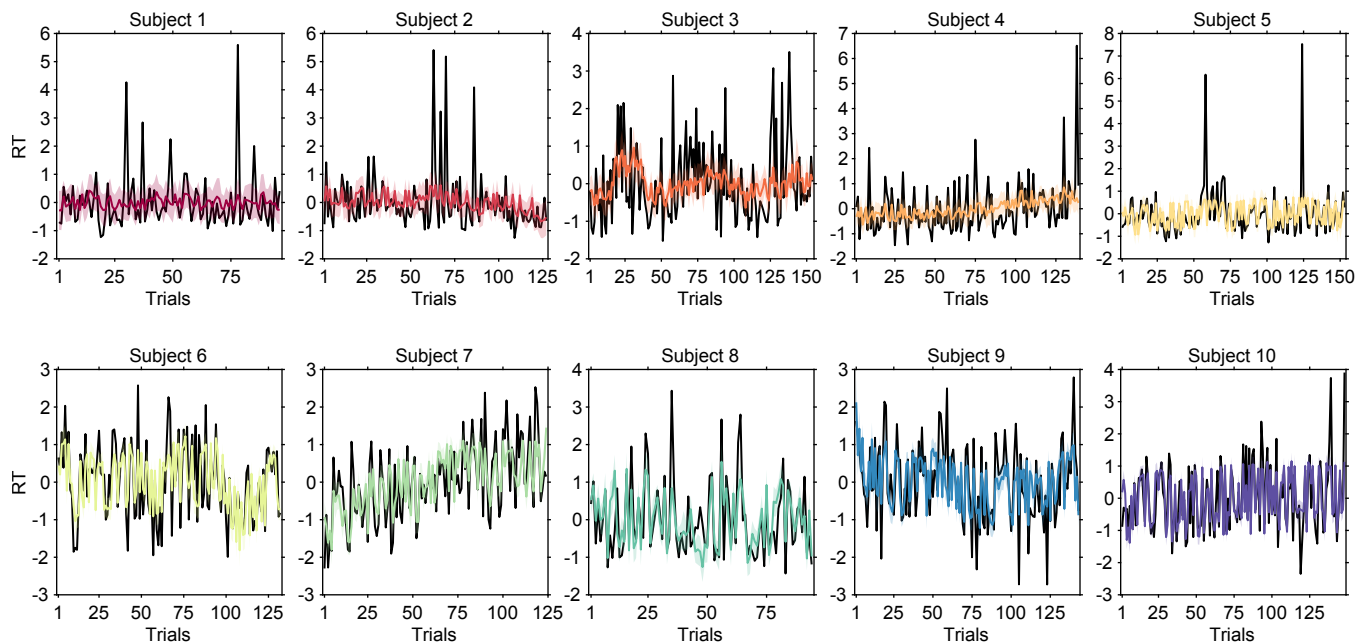 Subject 1 Subject 2 Subject 3 Subject 4 Subject 5
6 6 4 7 8
5 5 3 6 7
4 4 2 5 6
3 3 1 4 5
2 2 0 3 4
1 1 -1 2 3
0 0 -2 1 2
-1 -1 0 1
-2 -2 -1 0
-2 -1
-2
RT
1 25 50 75 1 25 50 75 100 125 1 25 50 75 100 125 150 1 25 50 75 100 125 1 25 50 75 100 125 150
Trials Trials Trials Trials Trials
Subject 6 Subject 7 Subject 8 Subject 9 Subject 10
3 3 4 3 4
2 2 3 2 3
1 1 2 1 2
0 0 1 0 1
-1 -1 0 -1 0
-2 -2 -1 -2 -1
-3 -3 -2 -3 -2
-3
RT
1 25 50 75 100 125 1 25 50 75 100 125 1 25 50 75 1 25 50 75 100 125 1 25 50 75 100 125
Trials Trials Trials Trials Trials